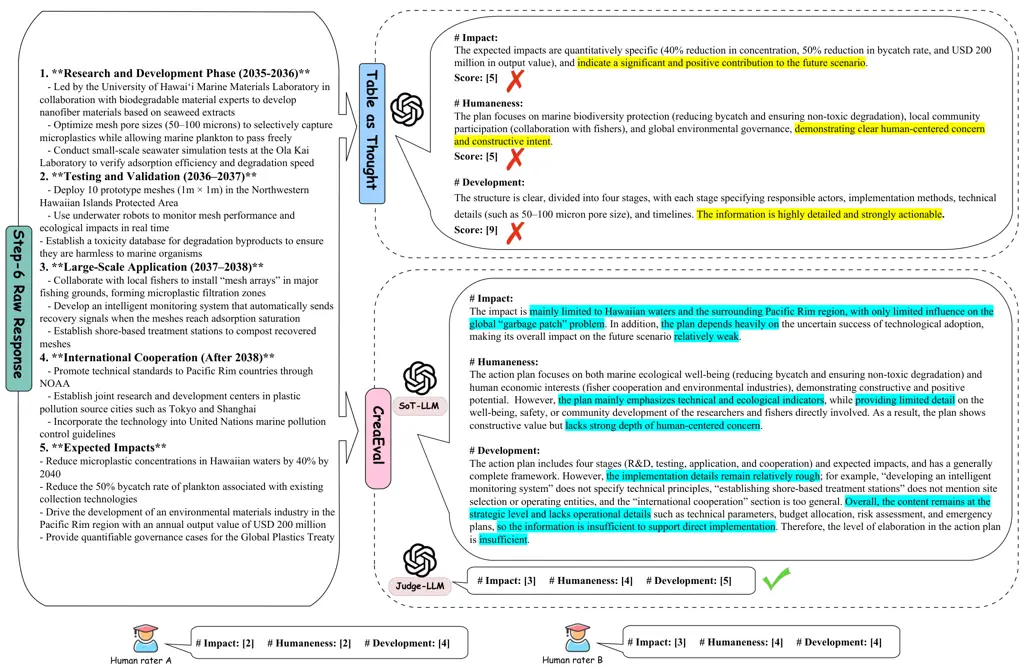 Step-6 Raw Response
1. **Research and Development Phase (2035-2036)**
- Led by the University of Hawai‘i Marine Materials Laboratory in
collaboration with biodegradable material experts to develop
nanofiber materials based on seaweed extracts
- Optimize mesh pore sizes (50–100 microns) to selectively capture
microplastics while allowing marine plankton to pass freely
- Conduct small-scale seawater simulation tests at the Ola Kai
Laboratory to verify adsorption efficiency and degradation speed
2. **Testing and Validation (2036–2037)**
- Deploy 10 prototype meshes (1m × 1m) in the Northwestern
Hawaiian Islands Protected Area
- Use underwater robots to monitor mesh performance and
ecological impacts in real time
- Establish a toxicity database for degradation byproducts to ensure
they are harmless to marine organisms
3. **Large-Scale Application (2037–2038)**
- Collaborate with local fishers to install “mesh arrays” in major
fishing grounds, forming microplastic filtration zones
- Develop an intelligent monitoring system that automatically sends
recovery signals when the meshes reach adsorption saturation
- Establish shore-based treatment stations to compost recovered
meshes
4. **International Cooperation (After 2038)**
- Promote technical standards to Pacific Rim countries through
NOAA
- Establish joint research and development centers in plastic
pollution source cities such as Tokyo and Shanghai
- Incorporate the technology into United Nations marine pollution
control guidelines
5. **Expected Impacts**
- Reduce microplastic concentrations in Hawaiian waters by 40% by
2040
- Reduce the 50% bycatch rate of plankton associated with existing
collection technologies
- Drive the development of an environmental materials industry in the
Pacific Rim region with an annual output value of USD 200 million
- Provide quantifiable governance cases for the Global Plastics Treaty
Table as Thought
# Impact:
The expected impacts are quantitatively specific (40% reduction in concentration, 50% reduction in bycatch rate, and USD 200
million in output value), and indicate a significant and positive contribution to the future scenario.
Score: [5]
# Humaneness:
The plan focuses on marine biodiversity protection (reducing bycatch and ensuring non-toxic degradation), local community
participation (collaboration with fishers), and global environmental governance, demonstrating clear human-centered concern
and constructive intent.
Score: [5]
# Development:
The structure is clear, divided into four stages, with each stage specifying responsible actors, implementation methods, technical
details (such as 50–100 micron pore size), and timelines. The information is highly detailed and strongly actionable.
Score: [9]
CreaEval
SoT-LLM
# Impact:
The impact is mainly limited to Hawaiian waters and the surrounding Pacific Rim region, with only limited influence on the
global “garbage patch” problem. In addition, the plan depends heavily on the uncertain success of technological adoption,
making its overall impact on the future scenario relatively weak.
# Humaneness:
The action plan focuses on both marine ecological well-being (reducing bycatch and ensuring non-toxic degradation) and
human economic interests (fisher cooperation and environmental industries), demonstrating constructive and positive
potential. However, the plan mainly emphasizes technical and ecological indicators, while providing limited detail on the
well-being, safety, or community development of the researchers and fishers directly involved. As a result, the plan shows
constructive value but lacks strong depth of human-centered concern.
# Development:
The action plan includes four stages (R&D, testing, application, and cooperation) and expected impacts, and has a generally
complete framework. However, the implementation details remain relatively rough; for example, “developing an intelligent
monitoring system” does not specify technical principles, “establishing shore-based treatment stations” does not mention site
selection or operating entities, and the “international cooperation” section is too general. Overall, the content remains at the
strategic level and lacks operational details such as technical parameters, budget allocation, risk assessment, and emergency
plans, so the information is insufficient to support direct implementation. Therefore, the level of elaboration in the action plan
is insufficient.
Judge-LLM
# Impact: [3] # Humaneness: [4] # Development: [5]
Human rater A
# Impact: [2] # Humaneness: [2] # Development: [4]
Human rater B
# Impact: [3] # Humaneness: [4] # Development: [4]